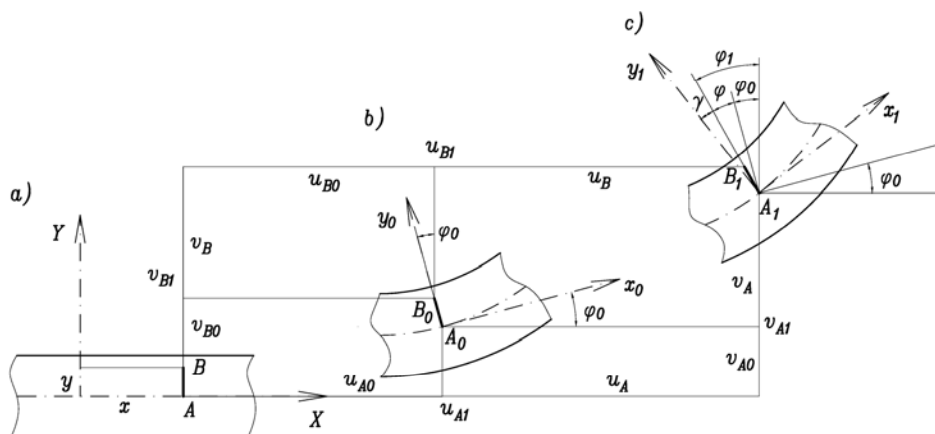 c)
φ₁
y₁ γ φ φ₀
x₁
b)
u_B1
u_B0 u_B
B₁
φ₀
A₁
a)
Y
y₀ φ₀
v_B
v_B1
x₀
v_A
B₀
φ₀
v_B0
A₀
v_A1
B
v_A0
y
u_A0 u_A
x A
X u_A1